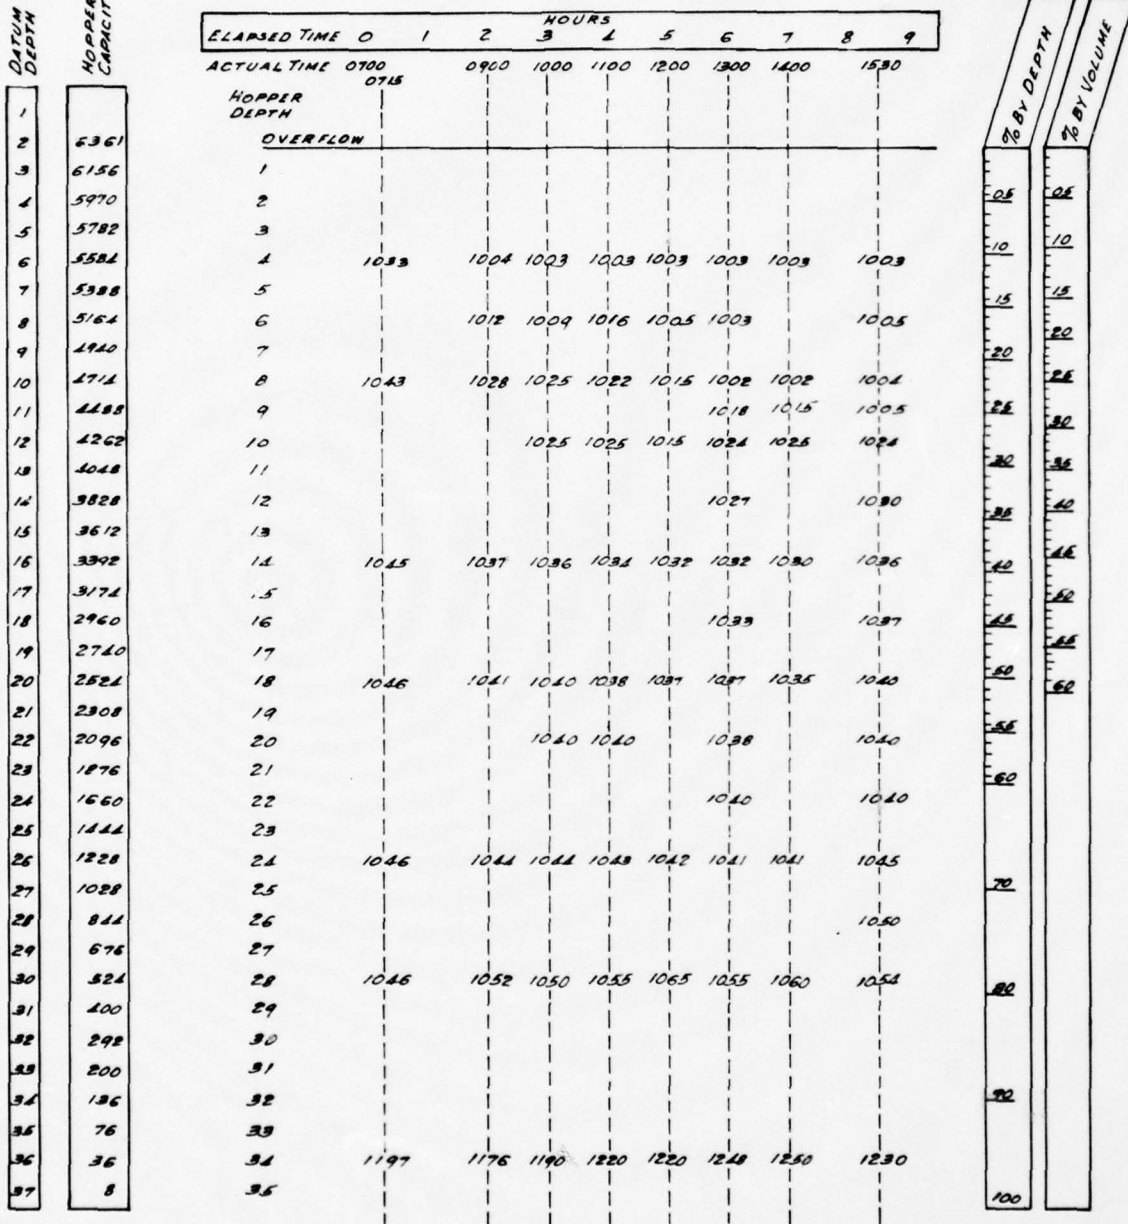 HOURS
ELAPSED TIME 0 1 2 3 4 5 6 7 8 9
DATUM DEPTH HOPPER CAPACIT ACTUAL TIME 0700 0900 1000 1100 1200 1300 1400 1530 % BY DEPTH % BY VOLUME
0715
HOPPER DEPTH
1
2 6361 OVERFLOW
3 6156 1
4 5970 2 05 05
5 5782 3 10
6 5584 4 1033 1004 1003 1003 1003 1003 1003 1003 10
7 5388 5 15 15
8 5164 6 1012 1009 1016 1005 1003 1005 20
9 4940 7 20
10 4714 8 1043 1028 1025 1022 1015 1002 1002 1004 25
11 4488 9 1018 1015 1005 25 30
12 4262 10 1025 1025 1015 1024 1025 1024 30
13 4048 11 35
14 3828 12 1027 1030 35 40
15 3612 13
16 3392 14 1045 1037 1036 1034 1032 1032 1030 1036 40 45
17 3174 15 50
18 2960 16 1033 1037 45
19 2740 17 50 55
20 2524 18 1046 1041 1040 1038 1037 1037 1035 1040 60
21 2308 19
22 2096 20 1040 1040 1038 1040 55
23 1876 21 60
24 1660 22 1040 1040
25 1444 23
26 1228 24 1046 1044 1044 1043 1042 1041 1041 1045
27 1028 25 70
28 844 26 1050
29 676 27
30 524 28 1046 1052 1050 1055 1065 1055 1060 1054 80
31 400 29
32 292 30
33 200 31
34 136 32 90
35 76 33
36 36 34 1197 1176 1190 1220 1220 1248 1250 1230
37 8 35 100